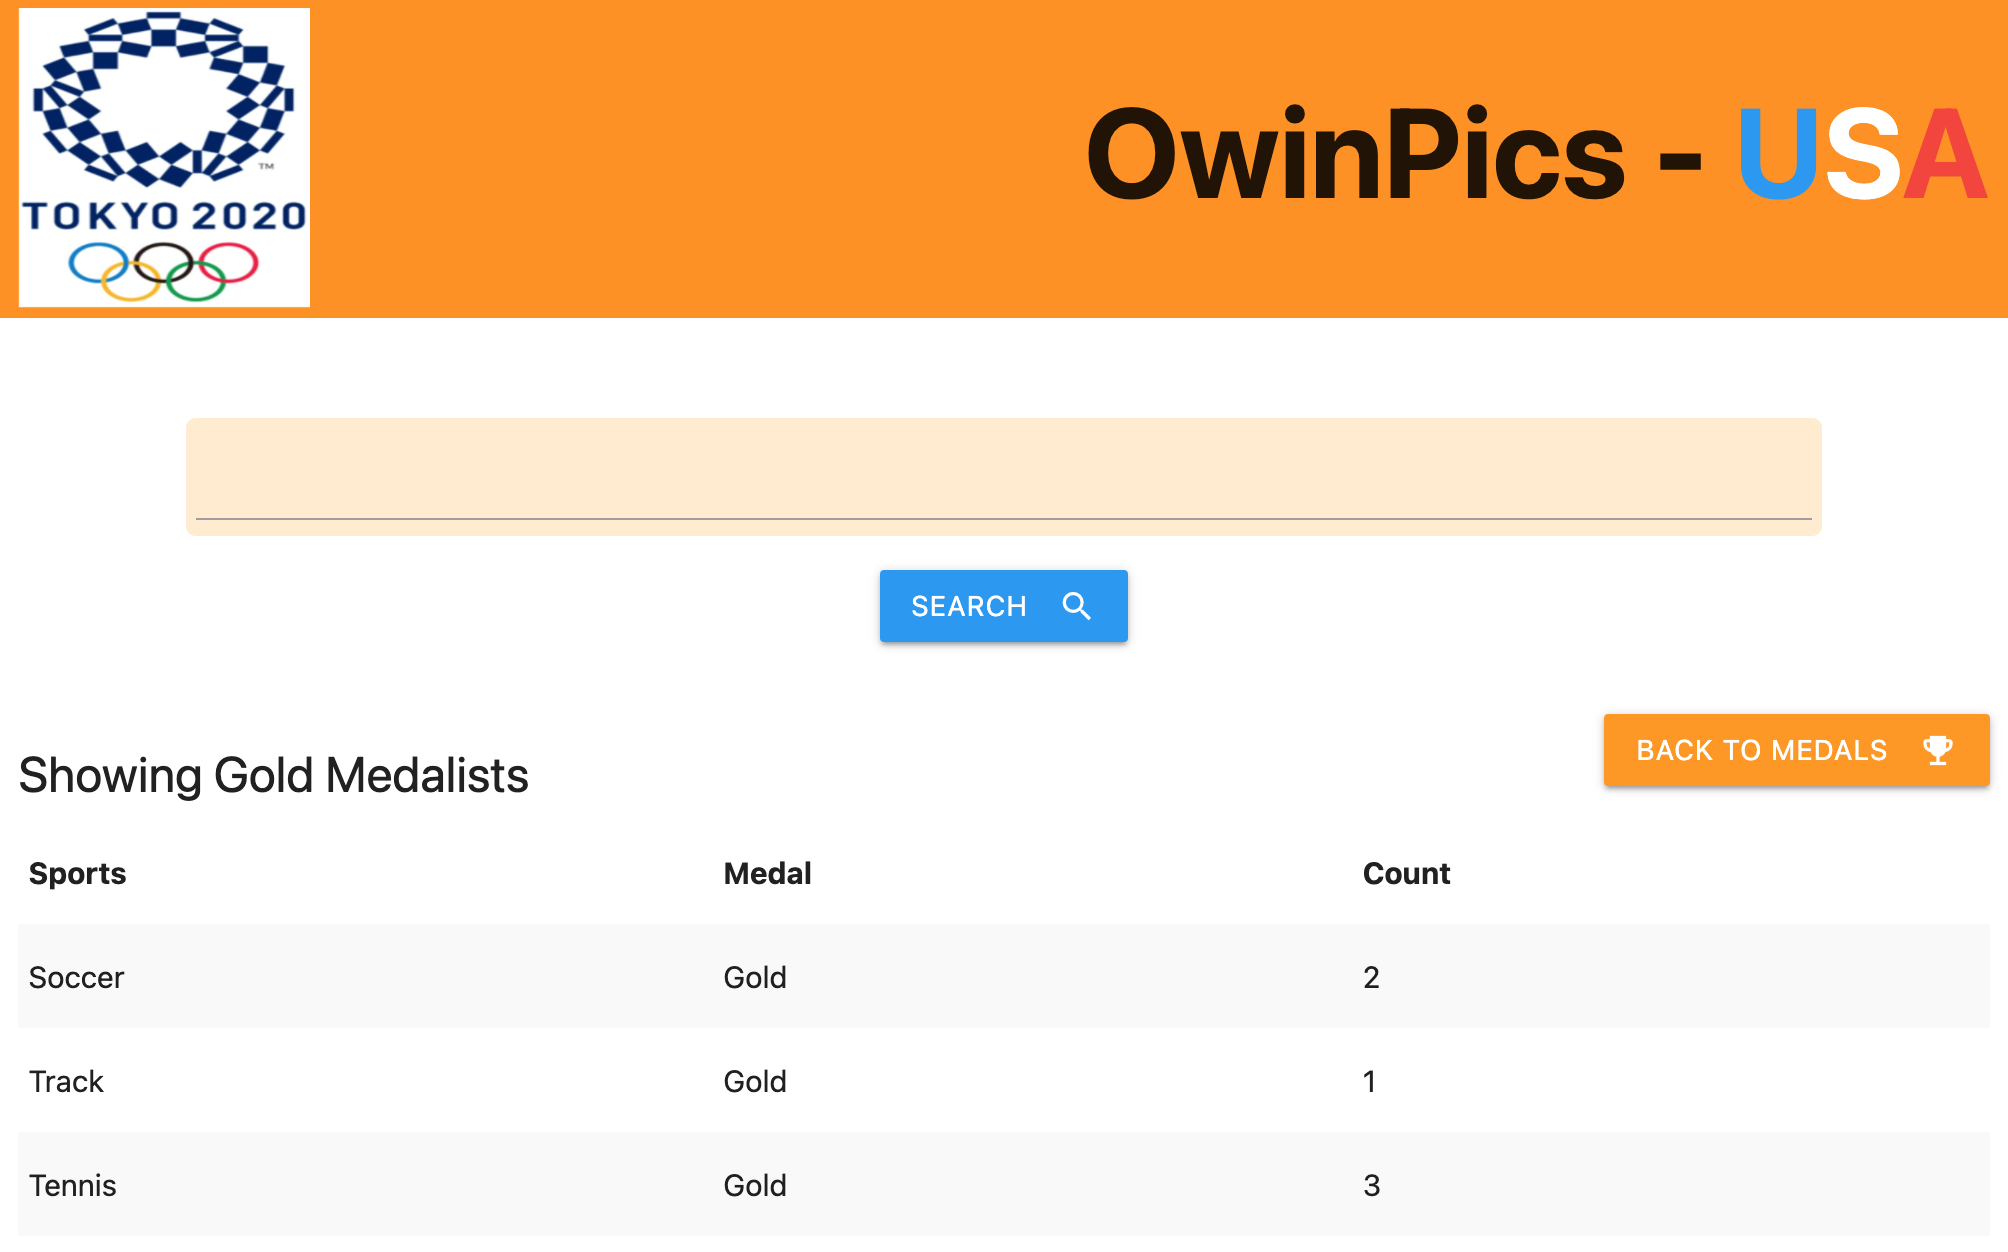 TM
TOKYO 2020
OwinPics - USA
SEARCH
BACK TO MEDALS
Showing Gold Medalists
Sports Medal Count
Soccer Gold 2
Track Gold 1
Tennis Gold 3